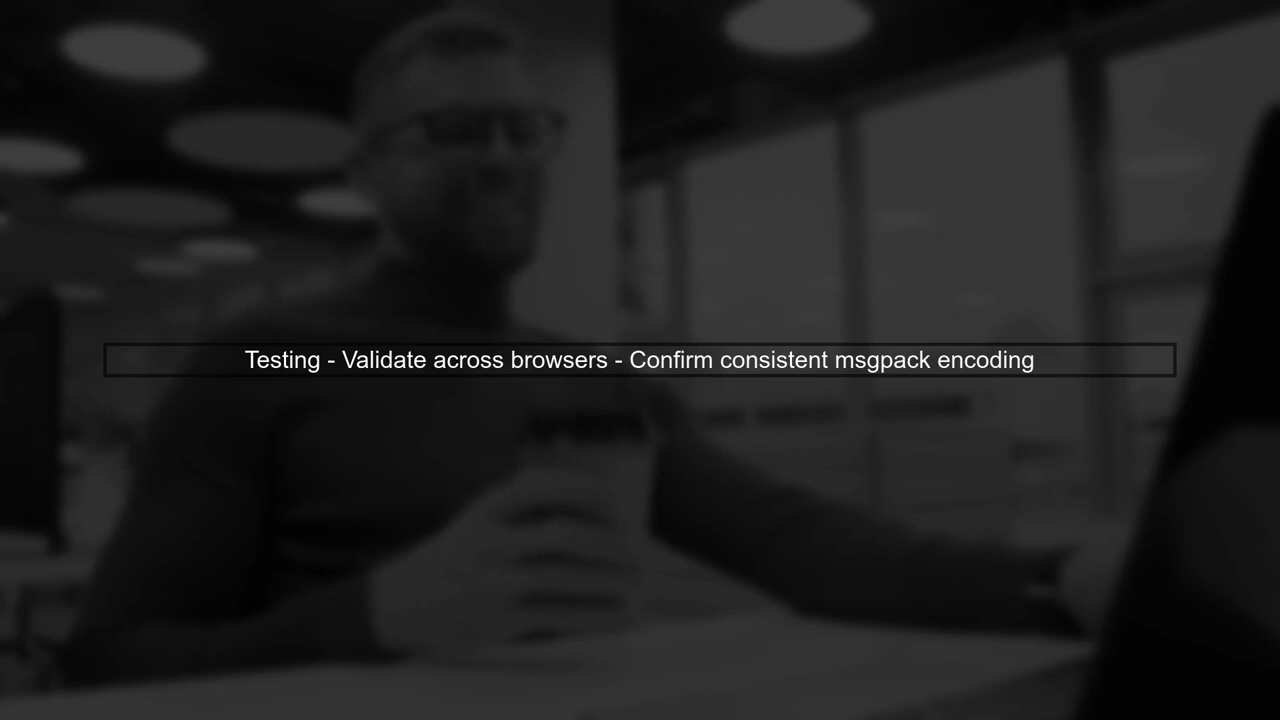 Testing - Validate across browsers - Confirm consistent msgpack encoding